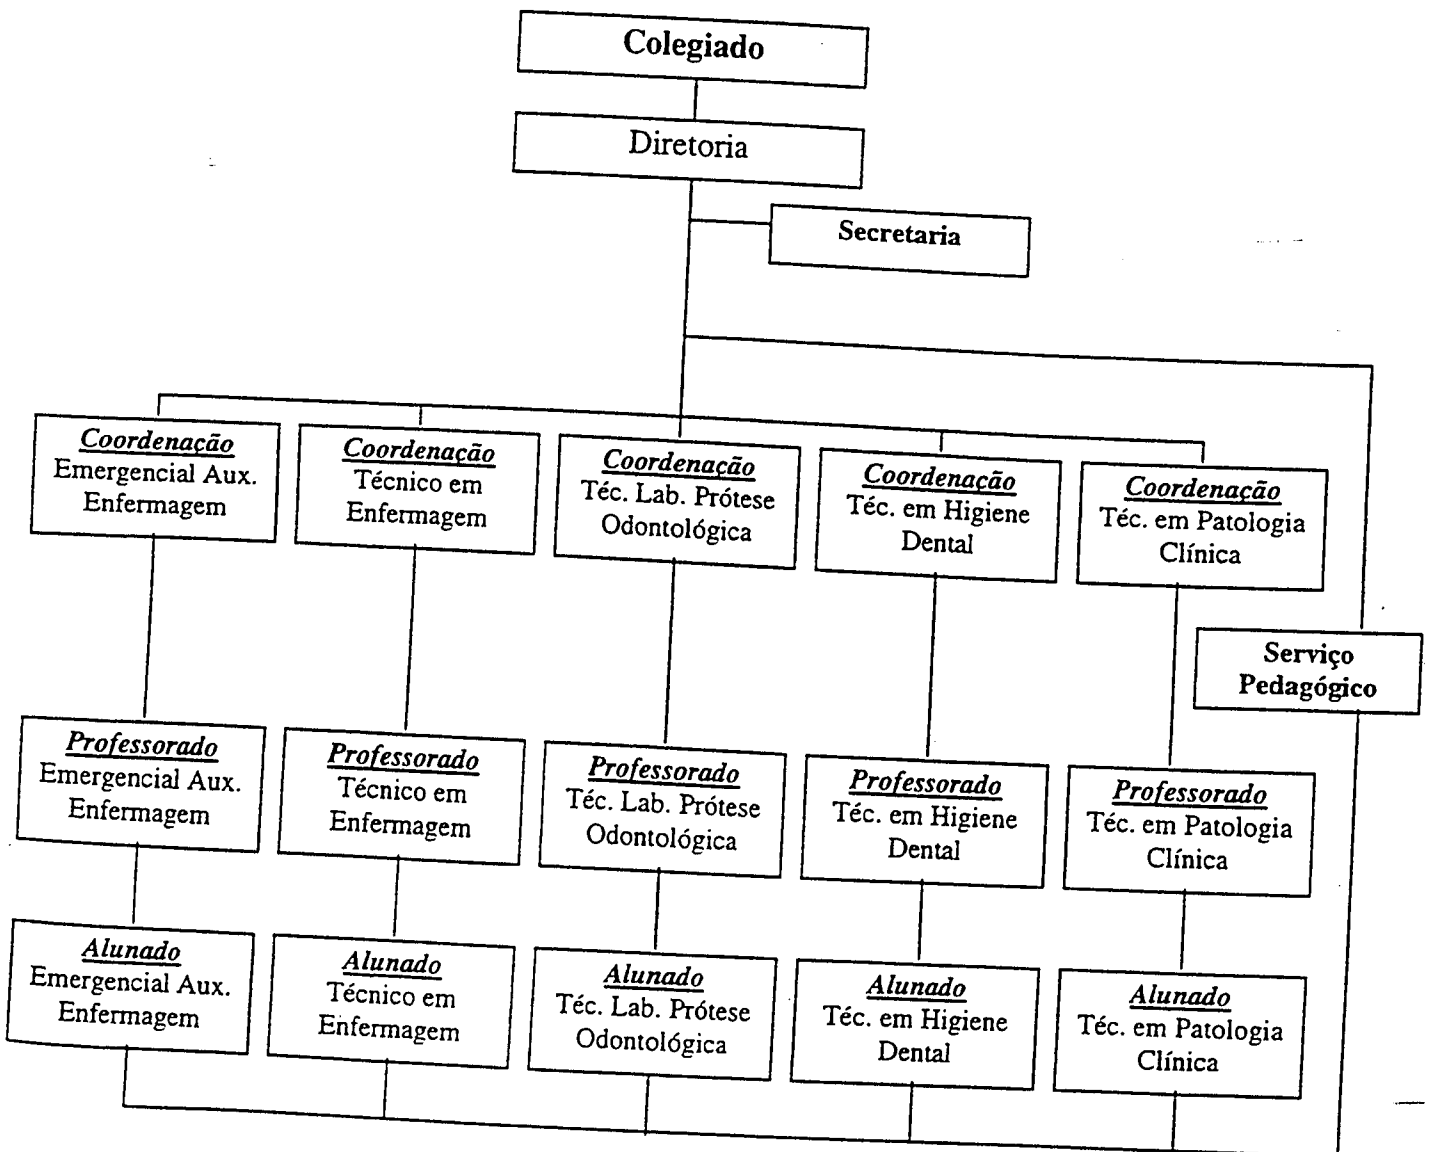 Colegiado
Diretoria
Secretaria
Coordenação
Emergencial Aux.
Enfermagem
Coordenação
Técnico em
Enfermagem
Coordenação
Téc. Lab. Prótese
Odontológica
Coordenação
Téc. em Higiene
Dental
Coordenação
Téc. em Patologia
Clínica
Serviço
Pedagógico
Professorado
Emergencial Aux.
Enfermagem
Professorado
Técnico em
Enfermagem
Professorado
Téc. Lab. Prótese
Odontológica
Professorado
Téc. em Higiene
Dental
Professorado
Téc. em Patologia
Clínica
Alunado
Emergencial Aux.
Enfermagem
Alunado
Técnico em
Enfermagem
Alunado
Téc. Lab. Prótese
Odontológica
Alunado
Téc. em Higiene
Dental
Alunado
Téc. em Patologia
Clínica